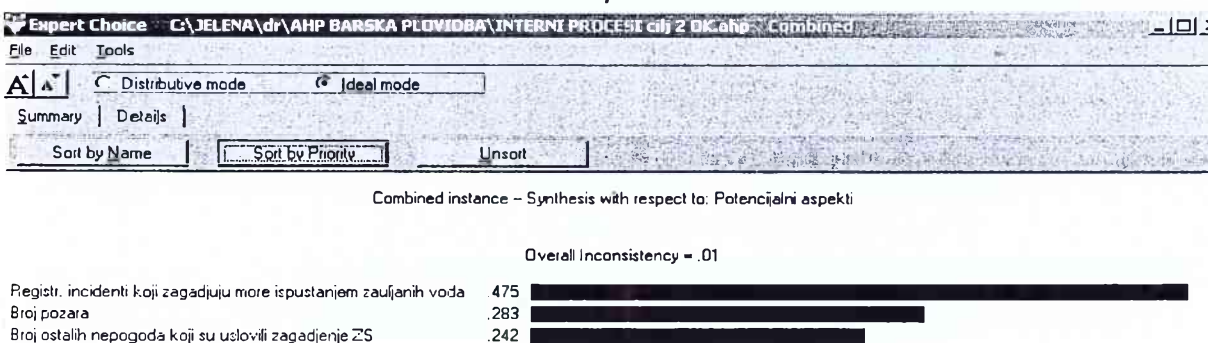 Expert Choice C:\JELENA\dr\AHP BARSKA PLOVIDBA\INTERNI PROCESI cilj 2 OK.ahp Combined
File Edit Tools
A A Distributive mode Ideal mode
Summary Details
Sort by Name Sort by Priority Unsort
Combined instance -- Synthesis with respect to: Potencijalni aspekti
Overall Inconsistency = .01
Registr. incidenti koji zagadjuju more ispustanjem zauljanih voda .475
Broj pozara .283
Broj ostalih nepogoda koji su uslovili zagadjenje ZS .242